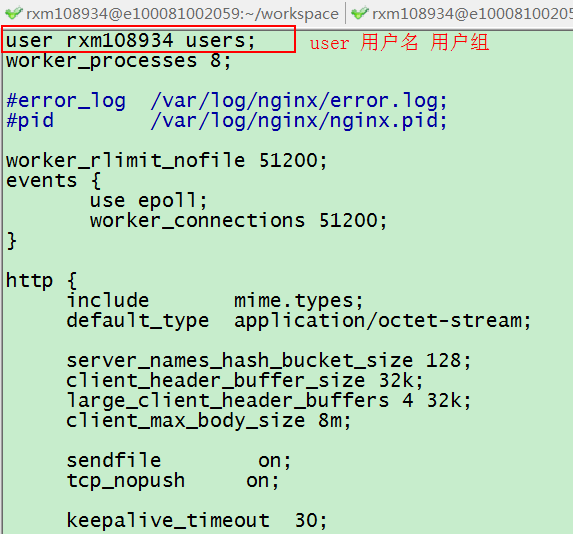 rxm108934@e100081002059:~/workspace rxm108934@e10008100205
user rxm108934 users; user 用户名 用户组
worker_processes 8;
#error_log /var/log/nginx/error.log;
#pid /var/log/nginx/nginx.pid;
worker_rlimit_nofile 51200;
events {
use epoll;
worker_connections 51200;
}
http {
include mime.types;
default_type application/octet-stream;
server_names_hash_bucket_size 128;
client_header_buffer_size 32k;
large_client_header_buffers 4 32k;
client_max_body_size 8m;
sendfile on;
tcp_nopush on;
keepalive_timeout 30;